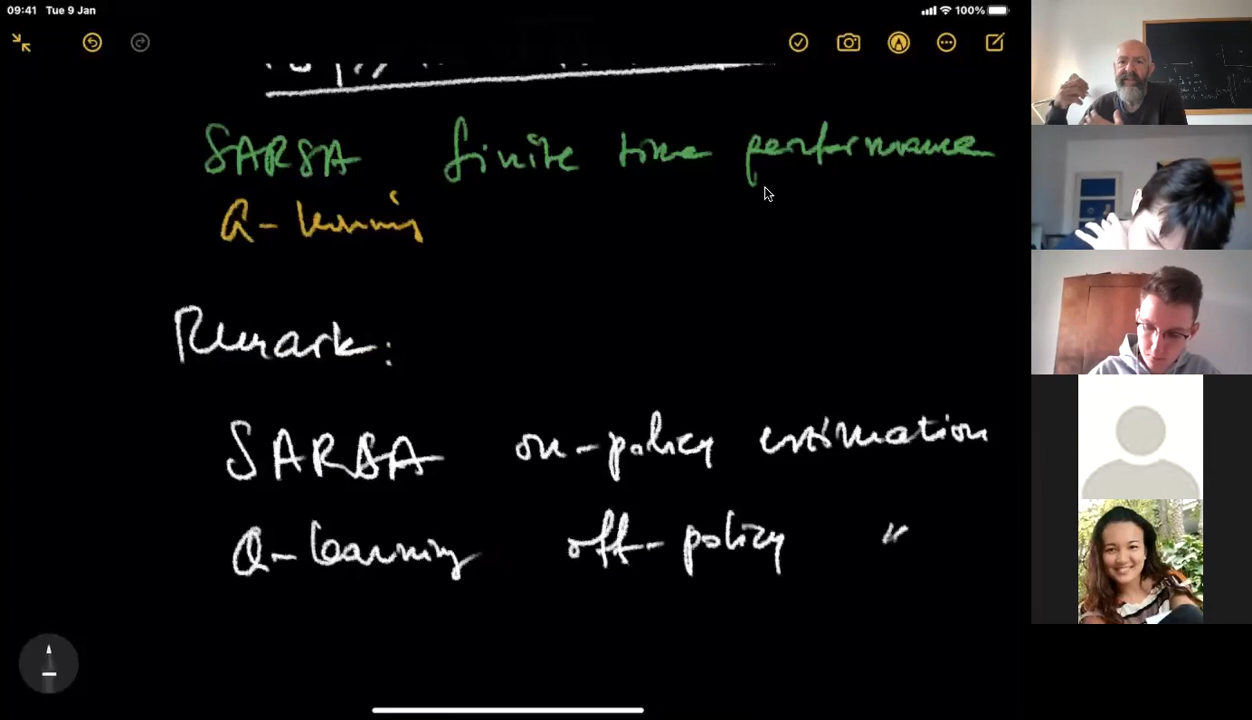 09:41 Tue 9 Jan
100%
SARSA finite time performance
Q-learning
Remark:
SARSA on-policy estimation
Q-learning off-policy "